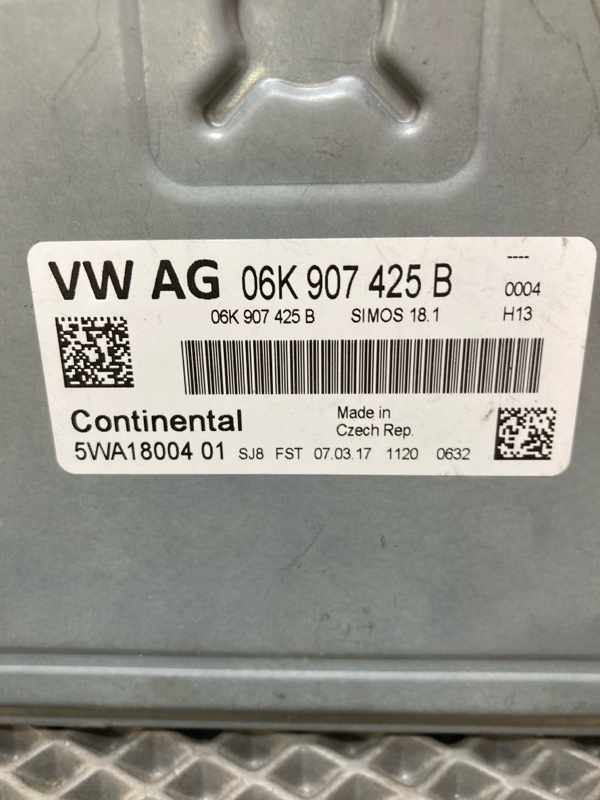 VW AG 06K 907 425 B
----
0004
06K 907 425 B SIMOS 18.1 H13
Continental
Made in
Czech Rep.
5WA18004 01 SJ8 FST 07.03.17 1120 0632